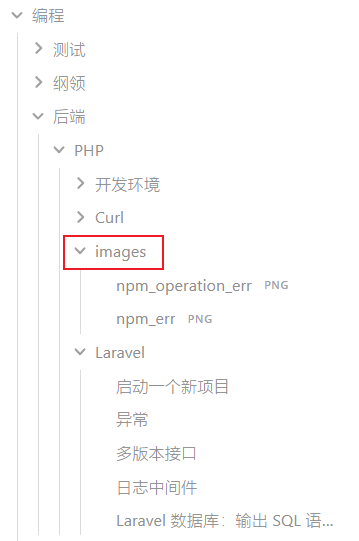 编程
测试
纲领
后端
PHP
开发环境
Curl
images
npm_operation_err PNG
npm_err PNG
Laravel
启动一个新项目
异常
多版本接口
日志中间件
Laravel 数据库：输出 SQL 语...